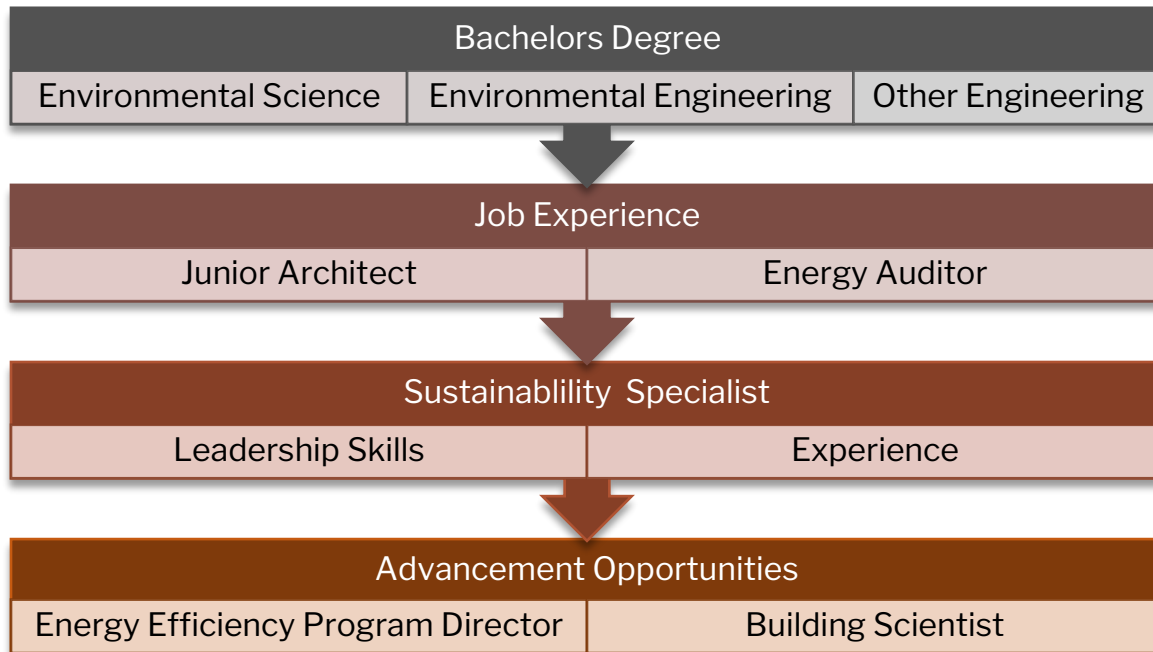 Bachelors Degree
Environmental Science Environmental Engineering Other Engineering
Job Experience
Junior Architect Energy Auditor
Sustainablility Specialist
Leadership Skills Experience
Advancement Opportunities
Energy Efficiency Program Director Building Scientist